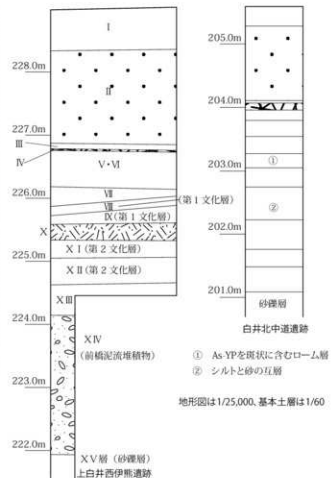 I
228.0m
II
227.0m
III
IV
V・VI
226.0m
VII
VIII
(第1文化層)
IX(第1文化層)
X
XI(第2文化層)
225.0m
XII(第2文化層)
XIII
224.0m
XIV
(前橋泥流堆積物)
223.0m
222.0m
XV層(砂礫層)
上白井西伊熊遺跡
205.0m
204.0m
203.0m
①
②
202.0m
201.0m
砂礫層
白井北中道遺跡
① As-YPを斑状に含むローム層
② シルトと砂の互層
地形図は1/25,000、基本土層は1/60